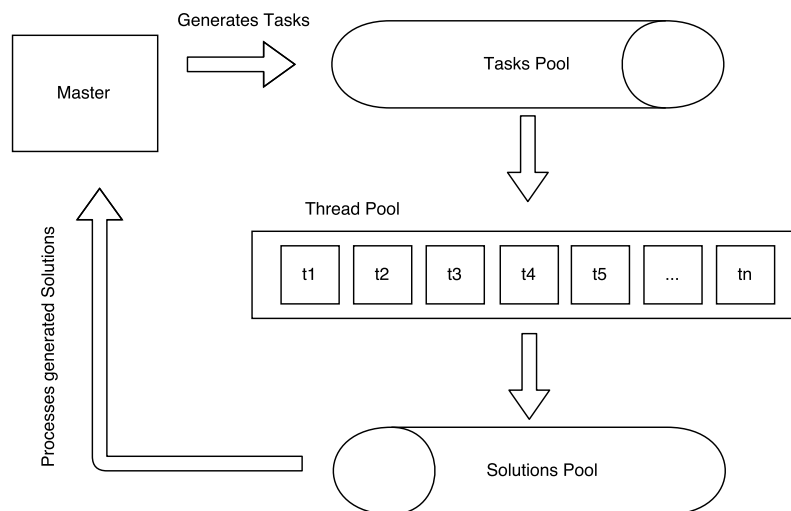 Generates Tasks
Master
Tasks Pool
Thread Pool
t1 t2 t3 t4 t5 ... tn
Processes generated Solutions
Solutions Pool